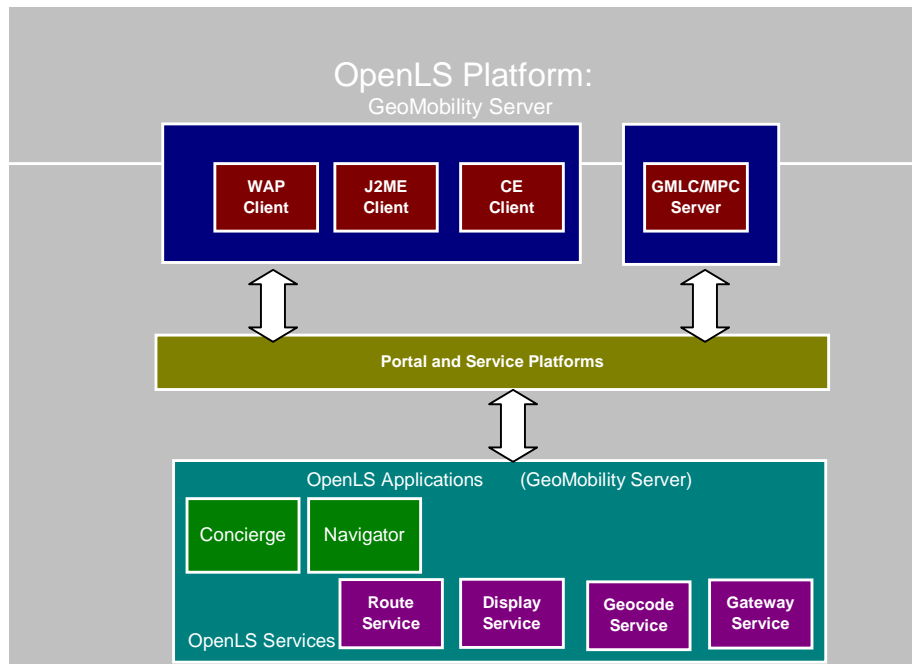 OpenLS Platform:
GeoMobility Server
WAP
Client
J2ME
Client
CE
Client
GMLC/MPC
Server
Portal and Service Platforms
OpenLS Applications (GeoMobility Server)
Concierge
Navigator
Route
Service
Display
Service
Geocode
Service
Gateway
Service
OpenLS Services